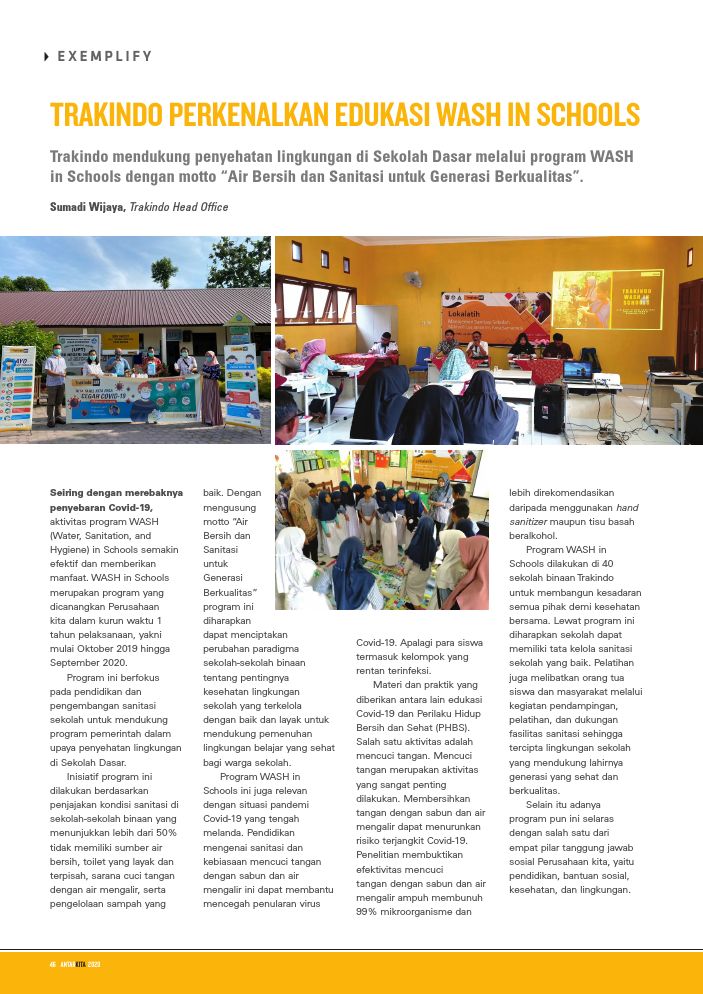 EXEMPLIFY
TRAKINDO PERKENALKAN EDUKASI WASH IN SCHOOLS
Trakindo mendukung penyehatan lingkungan di Sekolah Dasar melalui program WASH
in Schools dengan motto “Air Bersih dan Sanitasi untuk Generasi Berkualitas”.
Sumadi Wijaya, Trakindo Head Office
CEGAH COVID-19
Lokalatih
TRAKINDO
WASH IN
SCHOOLS
Seiring dengan merebaknya
penyebaran Covid-19,
aktivitas program WASH
(Water, Sanitation, and
Hygiene) in Schools semakin
efektif dan memberikan
manfaat. WASH in Schools
merupakan program yang
dicanangkan Perusahaan
kita dalam kurun waktu 1
tahun pelaksanaan, yakni
mulai Oktober 2019 hingga
September 2020.
Program ini berfokus
pada pendidikan dan
pengembangan sanitasi
sekolah untuk mendukung
program pemerintah dalam
upaya penyehatan lingkungan
di Sekolah Dasar.
Inisiatif program ini
dilakukan berdasarkan
penjajakan kondisi sanitasi di
sekolah-sekolah binaan yang
menunjukkan lebih dari 50%
tidak memiliki sumber air
bersih, toilet yang layak dan
terpisah, sarana cuci tangan
dengan air mengalir, serta
pengelolaan sampah yang
baik. Dengan
mengusung
motto “Air
Bersih dan
Sanitasi
untuk
Generasi
Berkualitas”
program ini
diharapkan
dapat menciptakan
perubahan paradigma
sekolah-sekolah binaan
tentang pentingnya
kesehatan lingkungan
sekolah yang terkelola
dengan baik dan layak untuk
mendukung pemenuhan
lingkungan belajar yang sehat
bagi warga sekolah.
Program WASH in
Schools ini juga relevan
dengan situasi pandemi
Covid-19 yang tengah
melanda. Pendidikan
mengenai sanitasi dan
kebiasaan mencuci tangan
dengan sabun dan air
mengalir ini dapat membantu
mencegah penularan virus
Covid-19. Apalagi para siswa
termasuk kelompok yang
rentan terinfeksi.
Materi dan praktik yang
diberikan antara lain edukasi
Covid-19 dan Perilaku Hidup
Bersih dan Sehat (PHBS).
Salah satu aktivitas adalah
mencuci tangan. Mencuci
tangan merupakan aktivitas
yang sangat penting
dilakukan. Membersihkan
tangan dengan sabun dan air
mengalir dapat menurunkan
risiko terjangkit Covid-19.
Penelitian membuktikan
efektivitas mencuci
tangan dengan sabun dan air
mengalir ampuh membunuh
99% mikroorganisme dan
lebih direkomendasikan
daripada menggunakan hand
sanitizer maupun tisu basah
beralkohol.
Program WASH in
Schools dilakukan di 40
sekolah binaan Trakindo
untuk membangun kesadaran
semua pihak demi kesehatan
bersama. Lewat program ini
diharapkan sekolah dapat
memiliki tata kelola sanitasi
sekolah yang baik. Pelatihan
juga melibatkan orang tua
siswa dan masyarakat melalui
kegiatan pendampingan,
pelatihan, dan dukungan
fasilitas sanitasi sehingga
tercipta lingkungan sekolah
yang mendukung lahirnya
generasi yang sehat dan
berkualitas.
Selain itu adanya
program pun ini selaras
dengan salah satu dari
empat pilar tanggung jawab
sosial Perusahaan kita, yaitu
pendidikan, bantuan sosial,
kesehatan, dan lingkungan.
46 ANTARKITA 2020